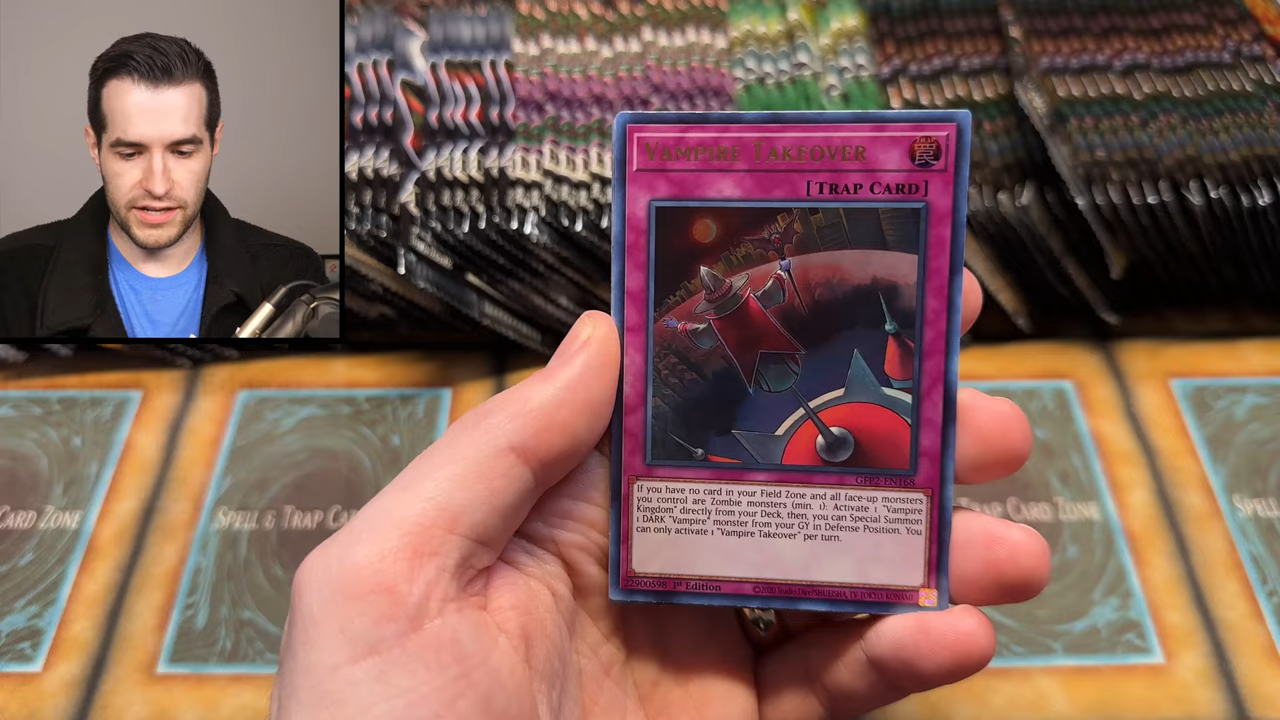 VAMPIRE TAKEOVER
罠
[TRAP CARD]
GFP2-EN168
If you have no card in your Field Zone and all face-up monsters
you control are Zombie monsters (min. 1): Activate 1 "Vampire
Kingdom" directly from your Deck, then, you can Special Summon
1 DARK "Vampire" monster from your GY in Defense Position. You
can only activate 1 "Vampire Takeover" per turn.
22900598 1st Edition
©2020 Studio Dice/SHUEISHA, TV TOKYO, KONAMI
CARD ZONE
SPELL & TRAP CA
CARD ZONE
SPELL